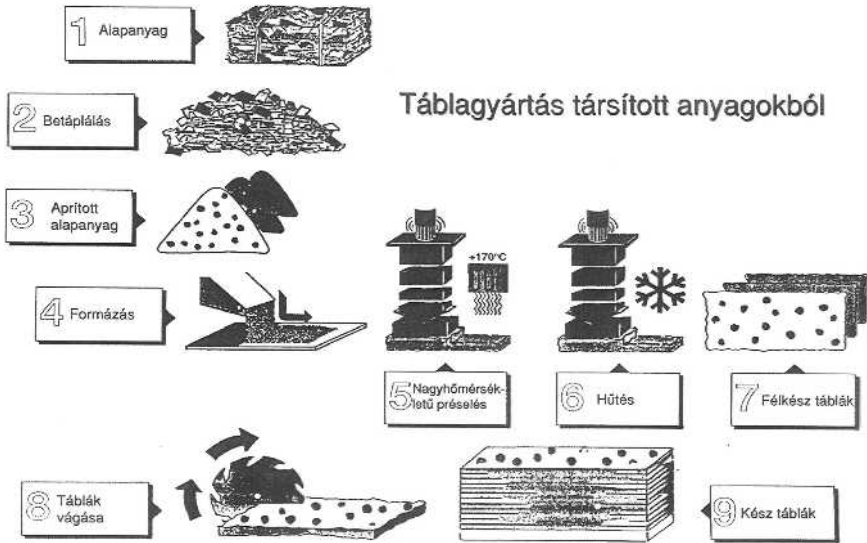 1 Alapanyag
Táblagyártás társított anyagokból
2 Betáplálás
3 Aprított
alapanyag
+170°C
4 Formázás
5 Nagyhőmérsék-
letű préselés
6 Hűtés
7 Félkész táblák
8 Táblák
vágása
9 Kész táblák